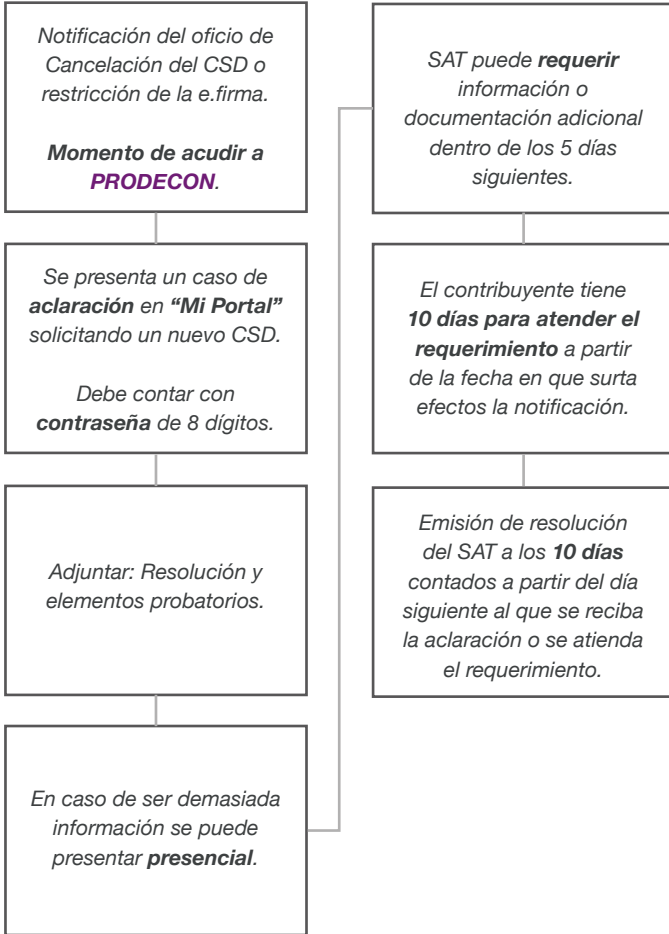 Notificación del oficio de
Cancelación del CSD o
restricción de la e.firma.
Momento de acudir a
PRODECON.
Se presenta un caso de
aclaración en “Mi Portal”
solicitando un nuevo CSD.
Debe contar con
contraseña de 8 dígitos.
Adjuntar: Resolución y
elementos probatorios.
En caso de ser demasiada
información se puede
presentar presencial.
SAT puede requerir
información o
documentación adicional
dentro de los 5 días
siguientes.
El contribuyente tiene
10 días para atender el
requerimiento a partir
de la fecha en que surta
efectos la notificación.
Emisión de resolución
del SAT a los 10 días
contados a partir del día
siguiente al que se reciba
la aclaración o se atienda
el requerimiento.